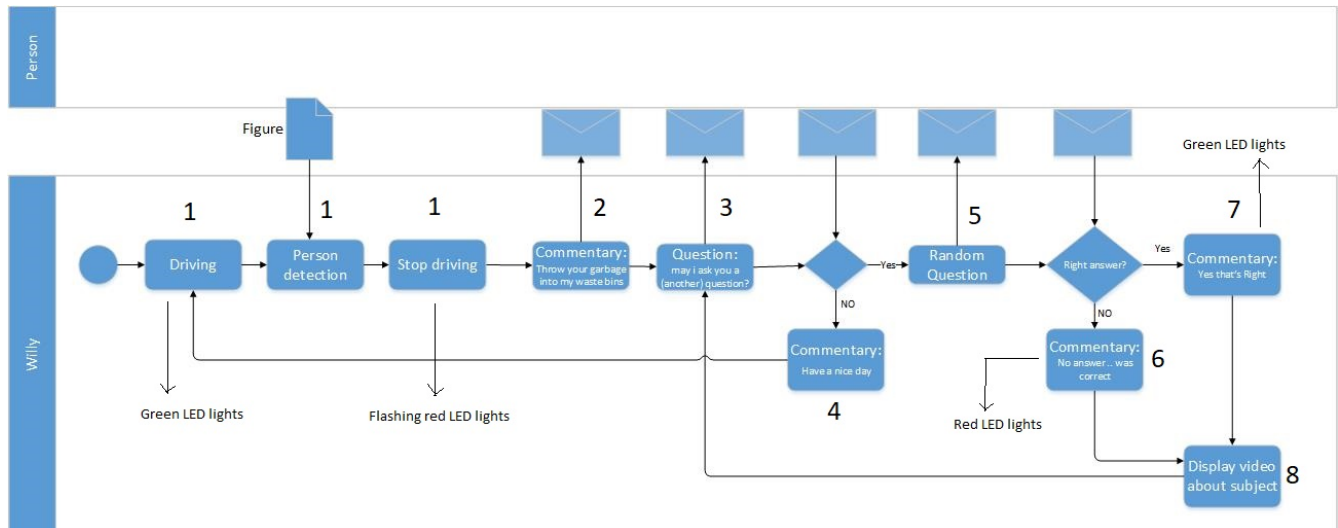 Person
Figure
Green LED lights
Willy
1
1
1
2
3
5
7
Driving
Person
detection
Stop driving
Commentary:
Throw your garbage
into my waste bins
Question:
may i ask you a
(another) question?
Yes
Random
Question
Right answer?
Yes
Commentary:
Yes that's Right
NO
NO
Commentary:
Have a nice day
4
Commentary:
No answer.. was
correct
6
Green LED lights
Flashing red LED lights
Red LED lights
Display video
about subject
8